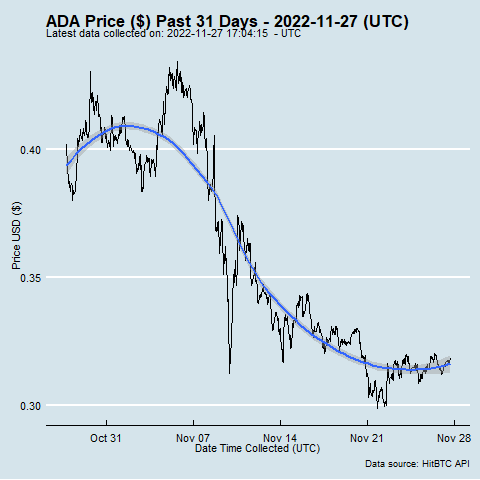 ADA Price ($) Past 31 Days - 2022-11-27 (UTC)
Latest data collected on: 2022-11-27 17:04:15 - UTC
0.40
0.35
0.30
Price USD ($)
Oct 31 Nov 07 Nov 14 Nov 21 Nov 28
Date Time Collected (UTC)
Data source: HitBTC API